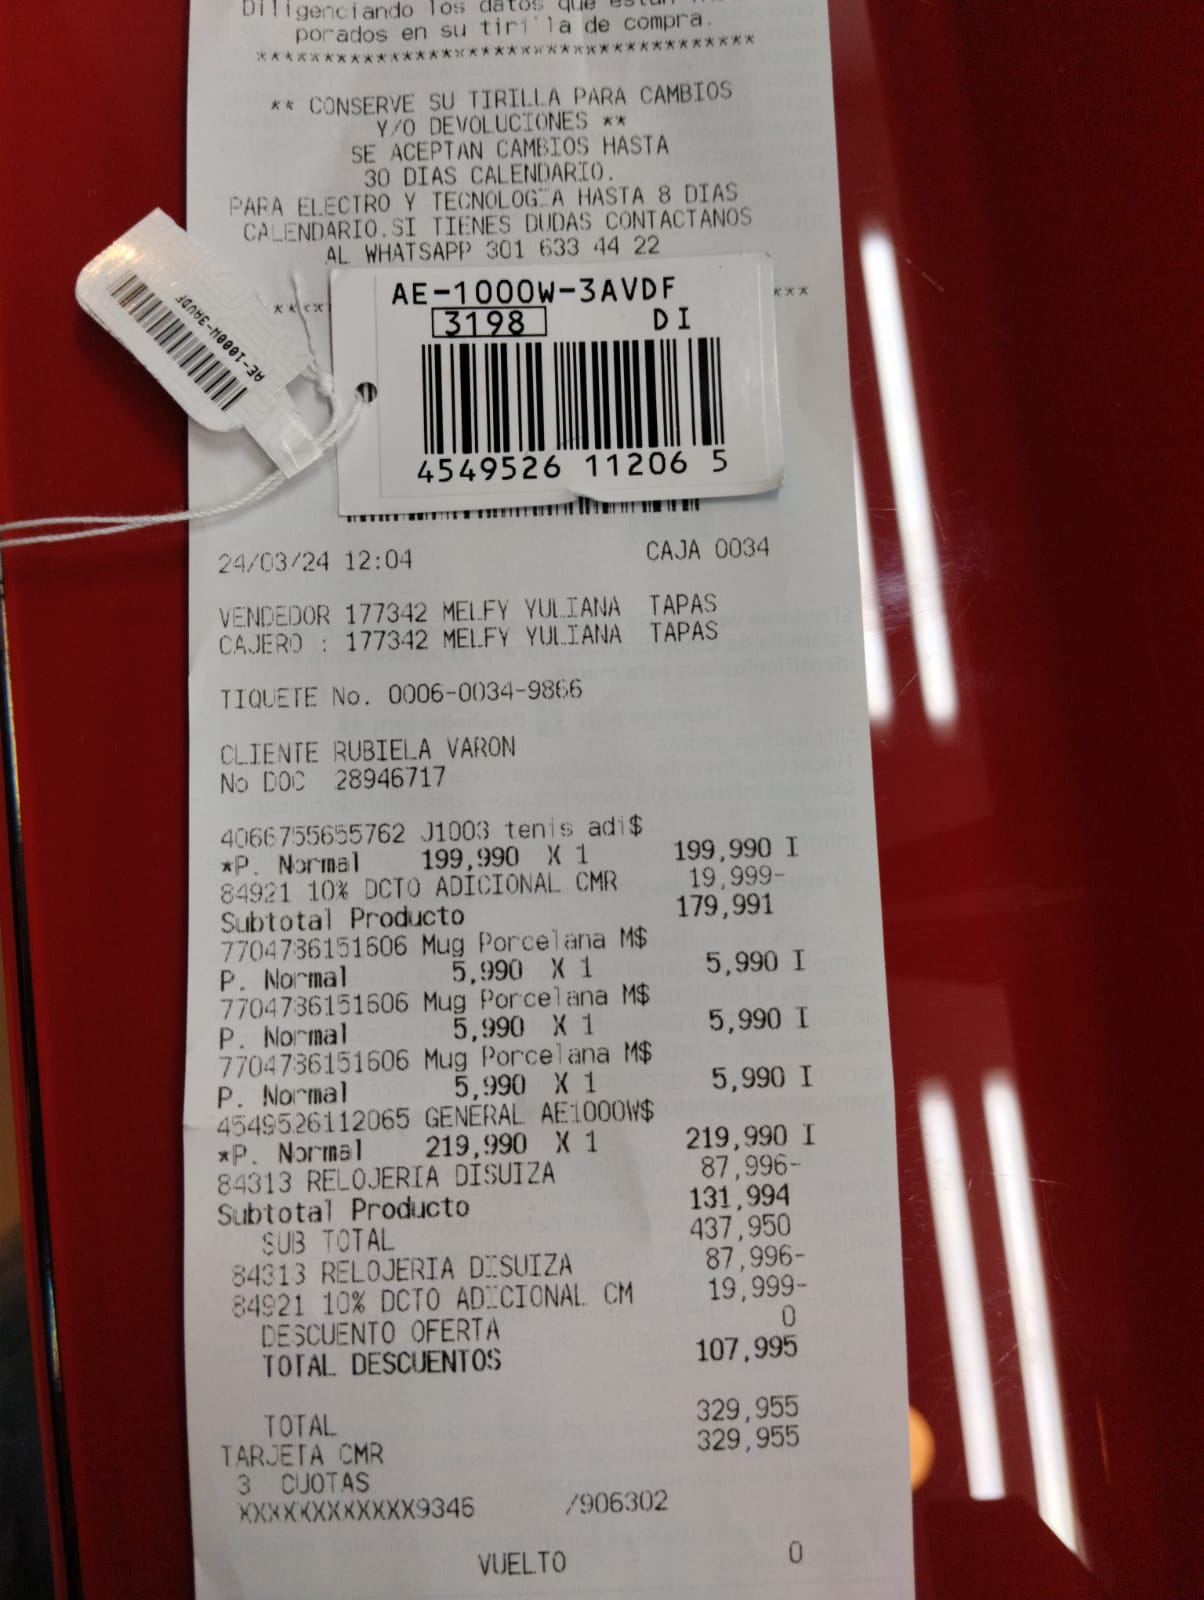 Diligenciando los datos que están
porados en su tirilla de compra.
**************************************
** CONSERVE SU TIRILLA PARA CAMBIOS
Y/O DEVOLUCIONES **
SE ACEPTAN CAMBIOS HASTA
30 DIAS CALENDARIO.
PARA ELECTRO Y TECNOLOGIA HASTA 8 DIAS
CALENDARIO.SI TIENES DUDAS CONTACTANOS
AL WHATSAPP 301 633 44 22
AE-1000W-3AVDF
3198 DI
4549526 11206 5
AE-1000W-3AVDF
24/03/24 12:04 CAJA 0034
VENDEDOR 177342 MELFY YULIANA TAPAS
CAJERO : 177342 MELFY YULIANA TAPAS
TIQUETE No. 0006-0034-9866
CLIENTE RUBIELA VARON
No DOC 28946717
4066755655762 J1003 tenis adi$
*P. Normal 199,990 X 1 199,990 I
84921 10% DCTO ADICIONAL CMR 19,999-
Subtotal Producto 179,991
7704736151606 Mug Porcelana M$
P. Normal 5,990 X 1 5,990 I
7704736151606 Mug Porcelana M$
P. Normal 5,990 X 1 5,990 I
7704736151606 Mug Porcelana M$
P. Normal 5,990 X 1 5,990 I
4549526112065 GENERAL AE1000W$
*P. Normal 219,990 X 1 219,990 I
84313 RELOJERIA DISUIZA 87,996-
Subtotal Producto 131,994
SUB TOTAL 437,950
84313 RELOJERIA DISUIZA 87,996-
84921 10% DCTO ADICIONAL CM 19,999-
DESCUENTO OFERTA 0
TOTAL DESCUENTOS 107,995
TOTAL 329,955
TARJETA CMR 329,955
3 CUOTAS
XXXXXXXXXXXX9346 /906302
VUELTO 0